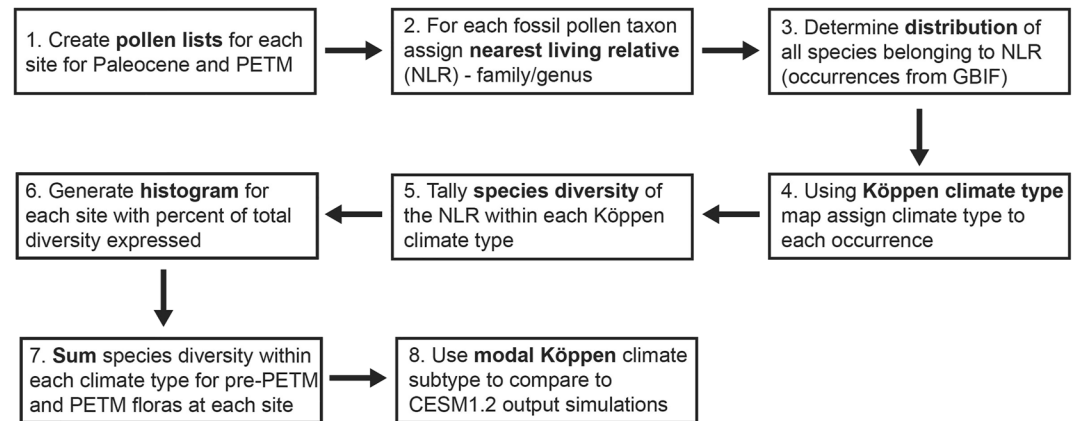 1. Create pollen lists for each
site for Paleocene and PETM
2. For each fossil pollen taxon
assign nearest living relative
(NLR) - family/genus
3. Determine distribution of
all species belonging to NLR
(occurrences from GBIF)
4. Using Köppen climate type
map assign climate type to
each occurrence
5. Tally species diversity of
the NLR within each Köppen
climate type
6. Generate histogram for
each site with percent of total
diversity expressed
7. Sum species diversity within
each climate type for pre-PETM
and PETM floras at each site
8. Use modal Köppen climate
subtype to compare to
CESM1.2 output simulations